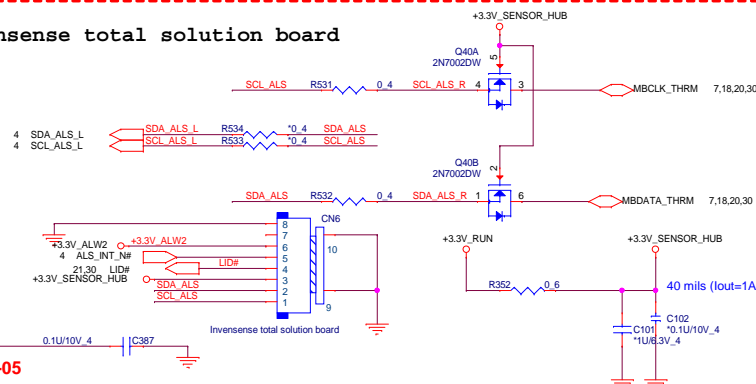 +3.3V_SENSOR_HUB
nsense total solution board
Q40A
2N7002DW
5
SCL_ALS R531 0_4 SCL_ALS_R 4 3 MBCLK_THRM 7,18,20,30
4 SDA_ALS_L SDA_ALS_L R534 *0_4 SDA_ALS
4 SCL_ALS_L SCL_ALS_L R533 *0_4 SCL_ALS
Q40B
2N7002DW
2
SDA_ALS R532 0_4 SDA_ALS_R 1 6 MBDATA_THRM 7,18,20,30
CN6
8
7
+3.3V_ALW2 +3.3V_ALW2 6 10
4 ALS_INT_N# 5
21,30 LID# LID# 4
+3.3V_SENSOR_HUB 3
SDA_ALS 2
SCL_ALS 1 9
Invensense total solution board
+3.3V_RUN +3.3V_SENSOR_HUB
R352 0_6 40 mils (Iout=1A
C102
*0.1U/10V_4
C101
*1U/6.3V_4
0.1U/10V_4 C387
-05